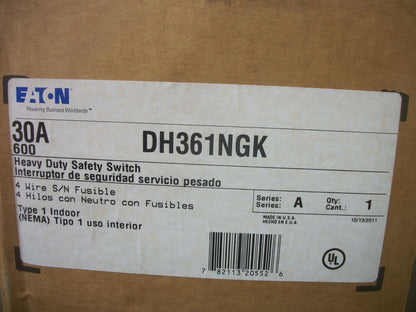 EATON
Powering Business Worldwide™
30A
600
DH361NGK
Heavy Duty Safety Switch
Interruptor de seguridad servicio pesado
4 Wire S/N Fusible
4 Hilos con Neutro con Fusibles
Type 1 Indoor
(NEMA) Tipo 1 uso interior
Series: A Qty: 1
Series: Cant.:
MADE IN U.S.A.
HECHO EN E.U.A.
10/13/2011
7 82113 20552 6
UL